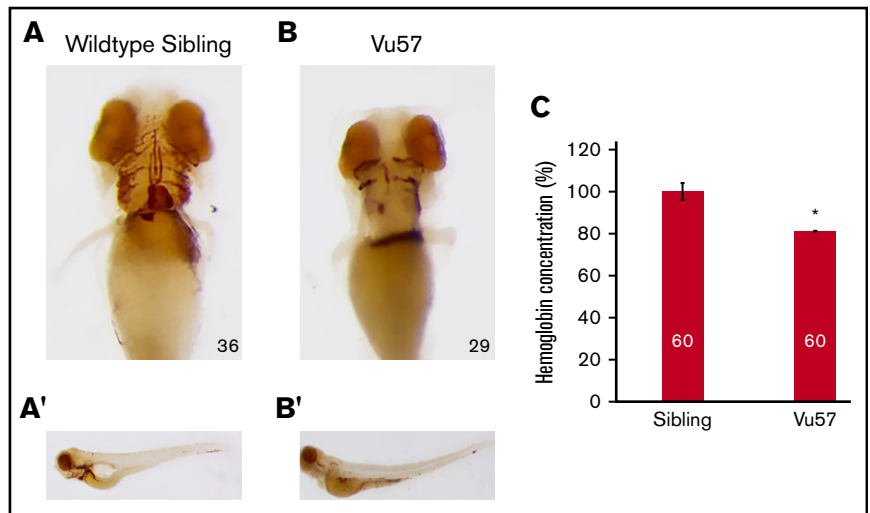 A
Wildtype Sibling
B
Vu57
36
29
A'
B'
C
Hemoglobin concentration (%)
120
100
80
60
40
20
0
*
60
60
Sibling
Vu57